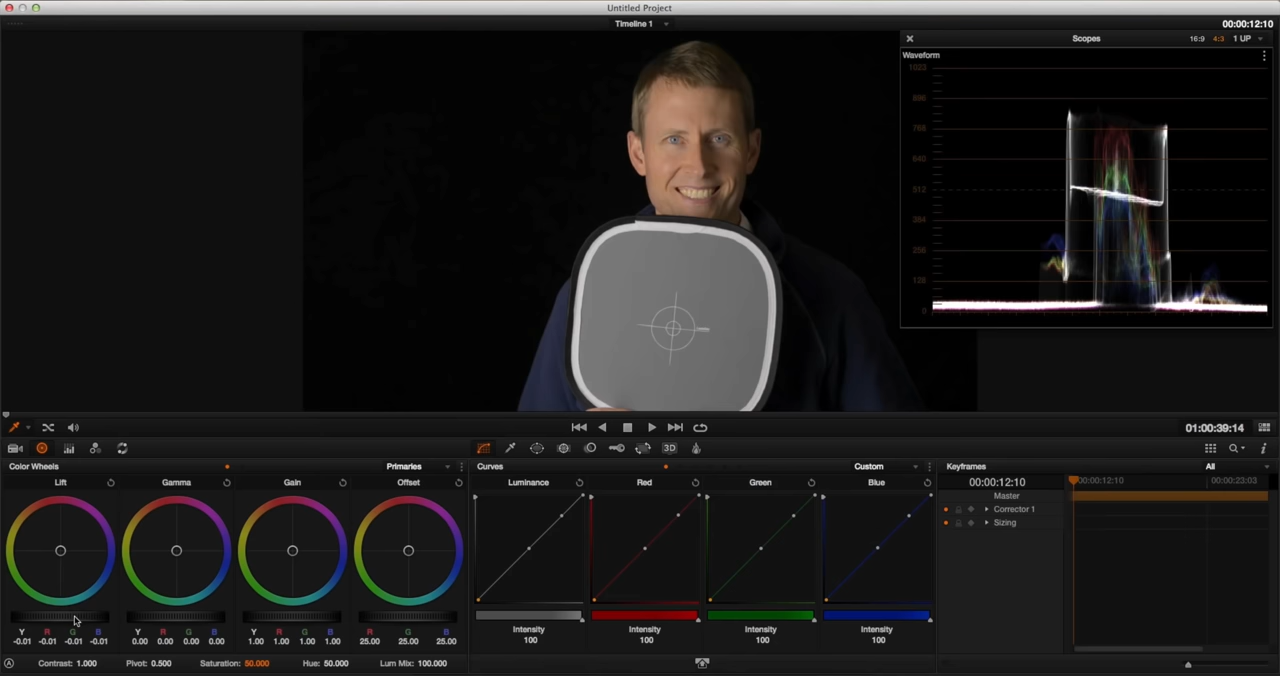 Untitled Project
Timeline 1
00:00:12:10
Scopes
16:9 4:3 1 UP
Waveform
1023
896
768
640
512
384
256
128
0
01:00:39:14
3D
Color Wheels
Primaries
Curves
Custom
Keyframes
All
Lift
Gamma
Gain
Offset
Luminance
Red
Green
Blue
00:00:12:10
00:00:12:10
00:00:23:03
Master
Corrector 1
Sizing
Y R G B
-0.01 -0.01 -0.01 -0.01
Y R G B
0.00 0.00 0.00 0.00
Y R G B
1.00 1.00 1.00 1.00
R G B
25.00 25.00 25.00
Intensity
100
Intensity
100
Intensity
100
Intensity
100
A
Contrast: 1.000
Pivot: 0.500
Saturation: 50.000
Hue: 50.000
Lum Mix: 100.000